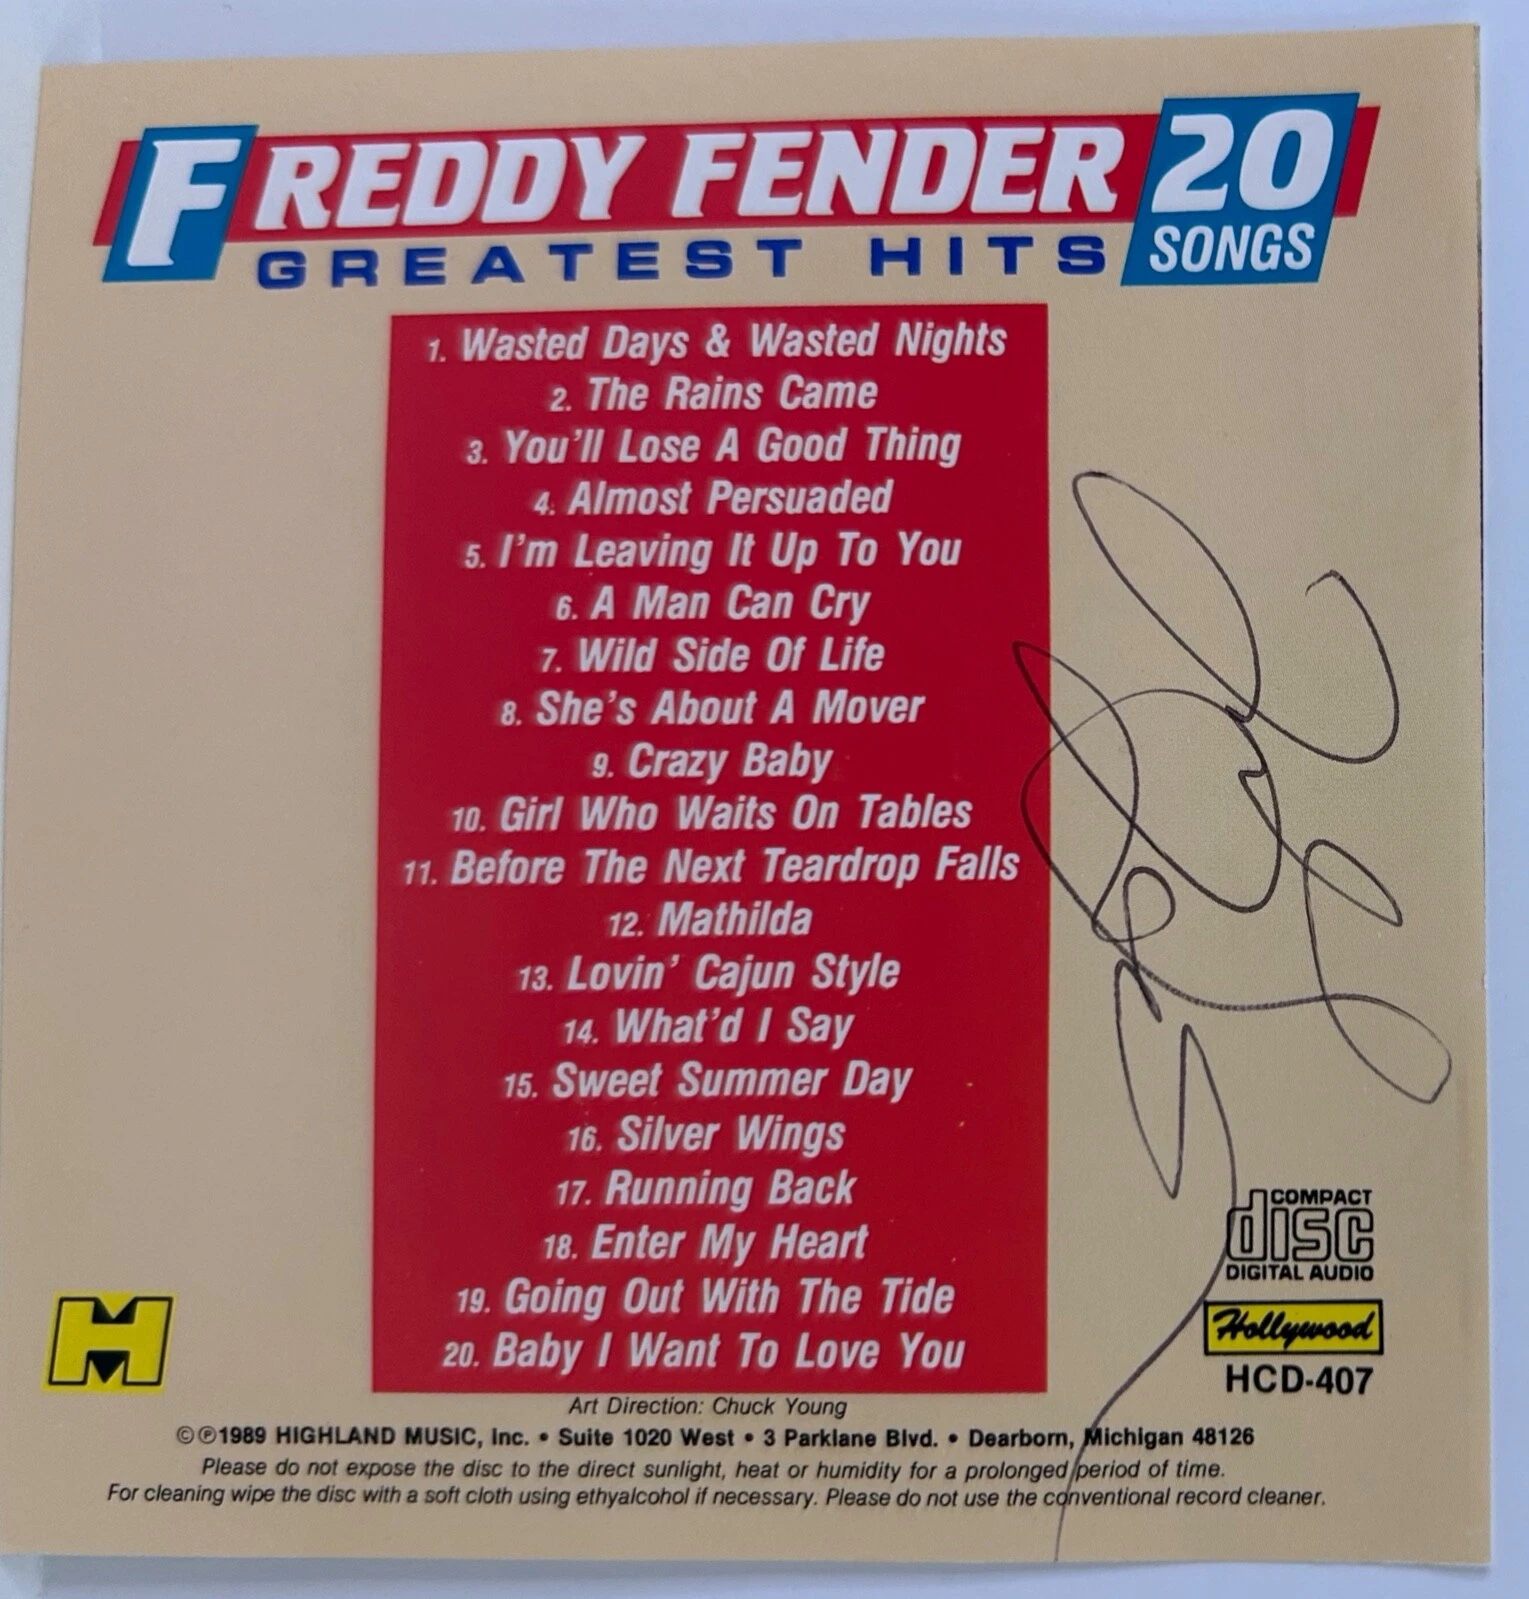 FREDDY FENDER 20
GREATEST HITS SONGS
1. Wasted Days & Wasted Nights
2. The Rains Came
3. You'll Lose A Good Thing
4. Almost Persuaded
5. I'm Leaving It Up To You
6. A Man Can Cry
7. Wild Side Of Life
8. She's About A Mover
9. Crazy Baby
10. Girl Who Waits On Tables
11. Before The Next Teardrop Falls
12. Mathilda
13. Lovin' Cajun Style
14. What'd I Say
15. Sweet Summer Day
16. Silver Wings
17. Running Back
18. Enter My Heart
19. Going Out With The Tide
20. Baby I Want To Love You
COMPACT
disc
DIGITAL AUDIO
Hollywood
HCD-407
H
Art Direction: Chuck Young
©℗1989 HIGHLAND MUSIC, Inc. • Suite 1020 West • 3 Parklane Blvd. • Dearborn, Michigan 48126
Please do not expose the disc to the direct sunlight, heat or humidity for a prolonged period of time.
For cleaning wipe the disc with a soft cloth using ethyalcohol if necessary. Please do not use the conventional record cleaner.